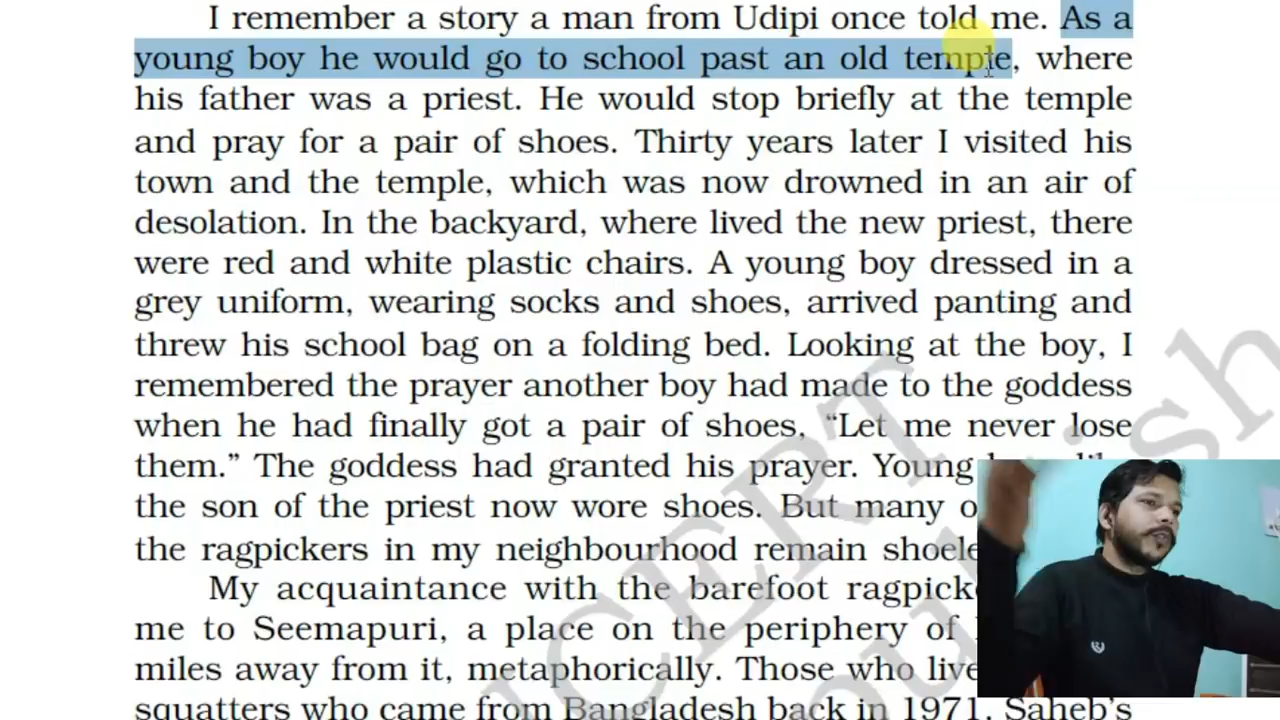 I remember a story a man from Udipi once told me. As a
young boy he would go to school past an old temple, where
his father was a priest. He would stop briefly at the temple
and pray for a pair of shoes. Thirty years later I visited his
town and the temple, which was now drowned in an air of
desolation. In the backyard, where lived the new priest, there
were red and white plastic chairs. A young boy dressed in a
grey uniform, wearing socks and shoes, arrived panting and
threw his school bag on a folding bed. Looking at the boy, I
remembered the prayer another boy had made to the goddess
when he had finally got a pair of shoes, “Let me never lose
them.” The goddess had granted his prayer. Young
the son of the priest now wore shoes. But many
the ragpickers in my neighbourhood remain
My acquaintance with the barefoot
me to Seemapuri, a place on the periphery of
miles away from it, metaphorically. Those who
squatters who came from Bangladesh back in 1971. Saheb’s